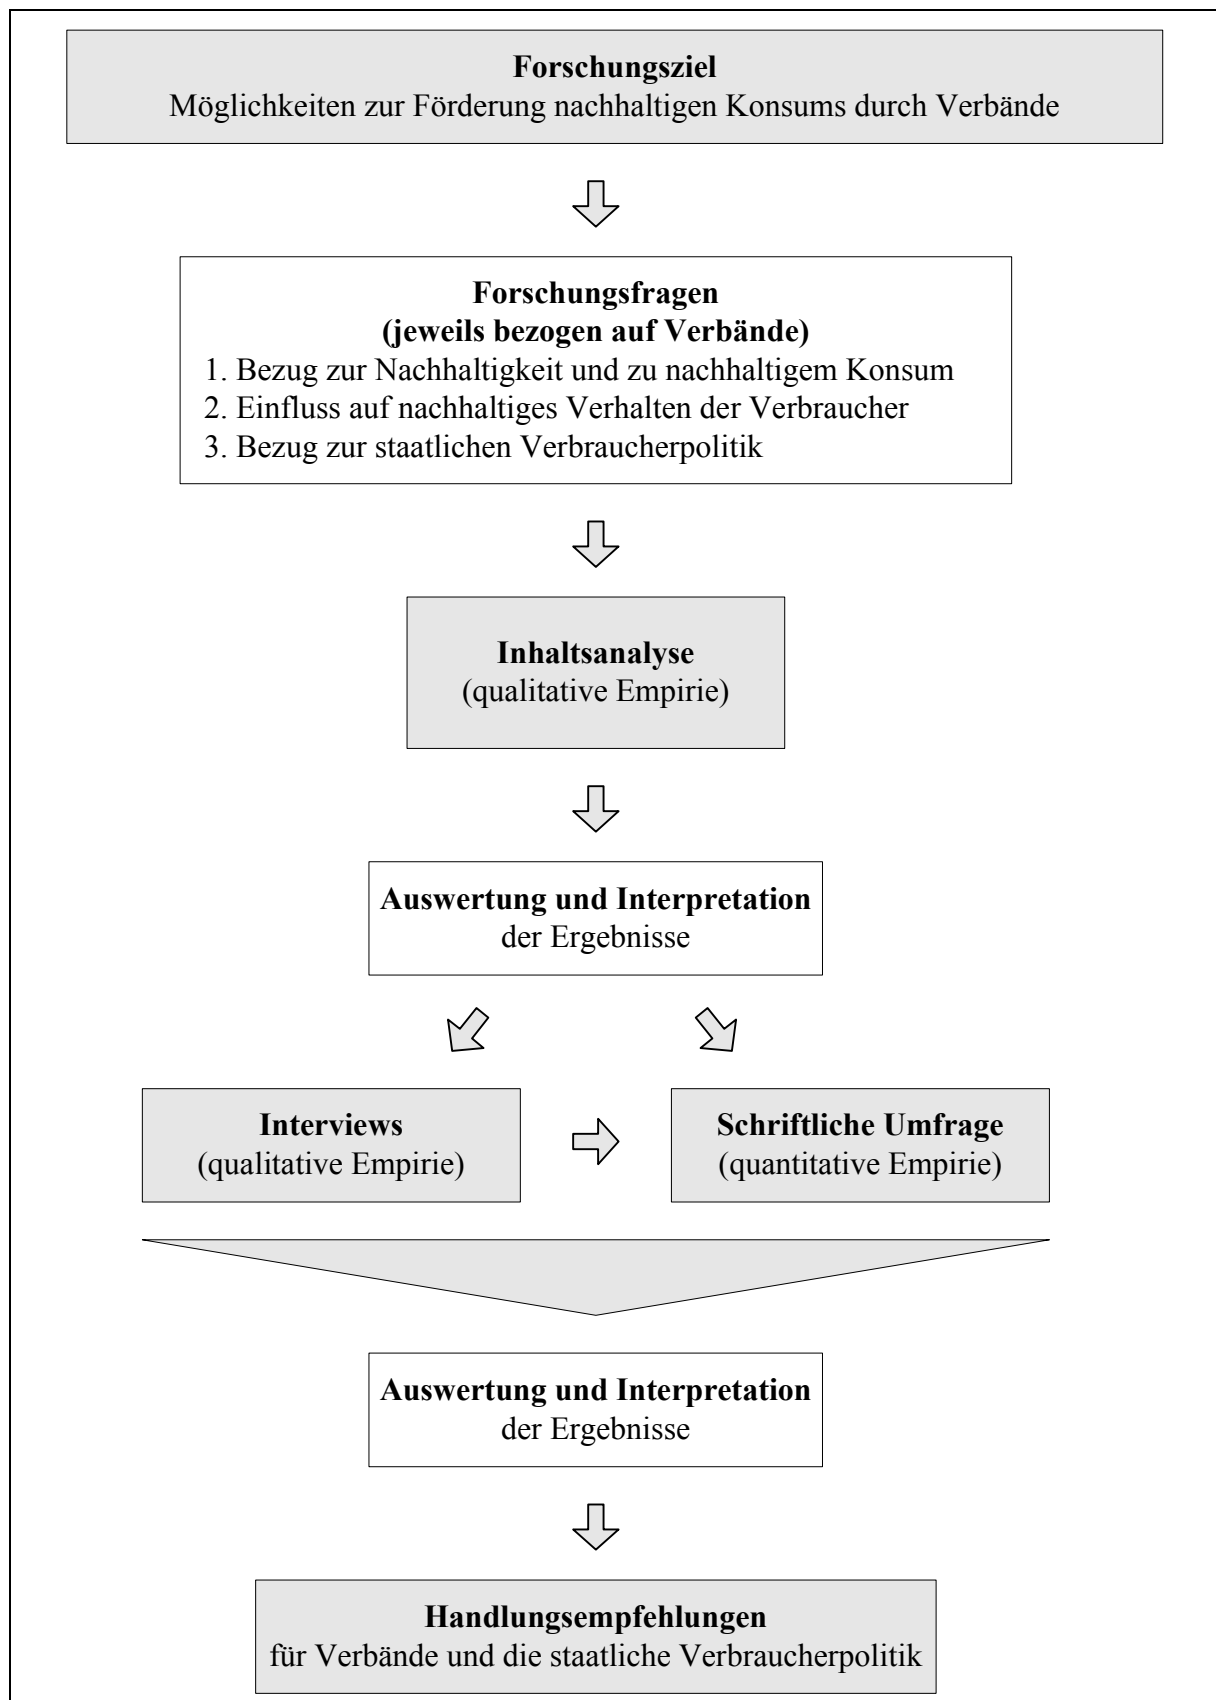 Forschungsziel
Möglichkeiten zur Förderung nachhaltigen Konsums durch Verbände
Forschungsfragen
(jeweils bezogen auf Verbände)
1. Bezug zur Nachhaltigkeit und zu nachhaltigem Konsum
2. Einfluss auf nachhaltiges Verhalten der Verbraucher
3. Bezug zur staatlichen Verbraucherpolitik
Inhaltsanalyse
(qualitative Empirie)
Auswertung und Interpretation
der Ergebnisse
Interviews
(qualitative Empirie)
Schriftliche Umfrage
(quantitative Empirie)
Auswertung und Interpretation
der Ergebnisse
Handlungsempfehlungen
für Verbände und die staatliche Verbraucherpolitik